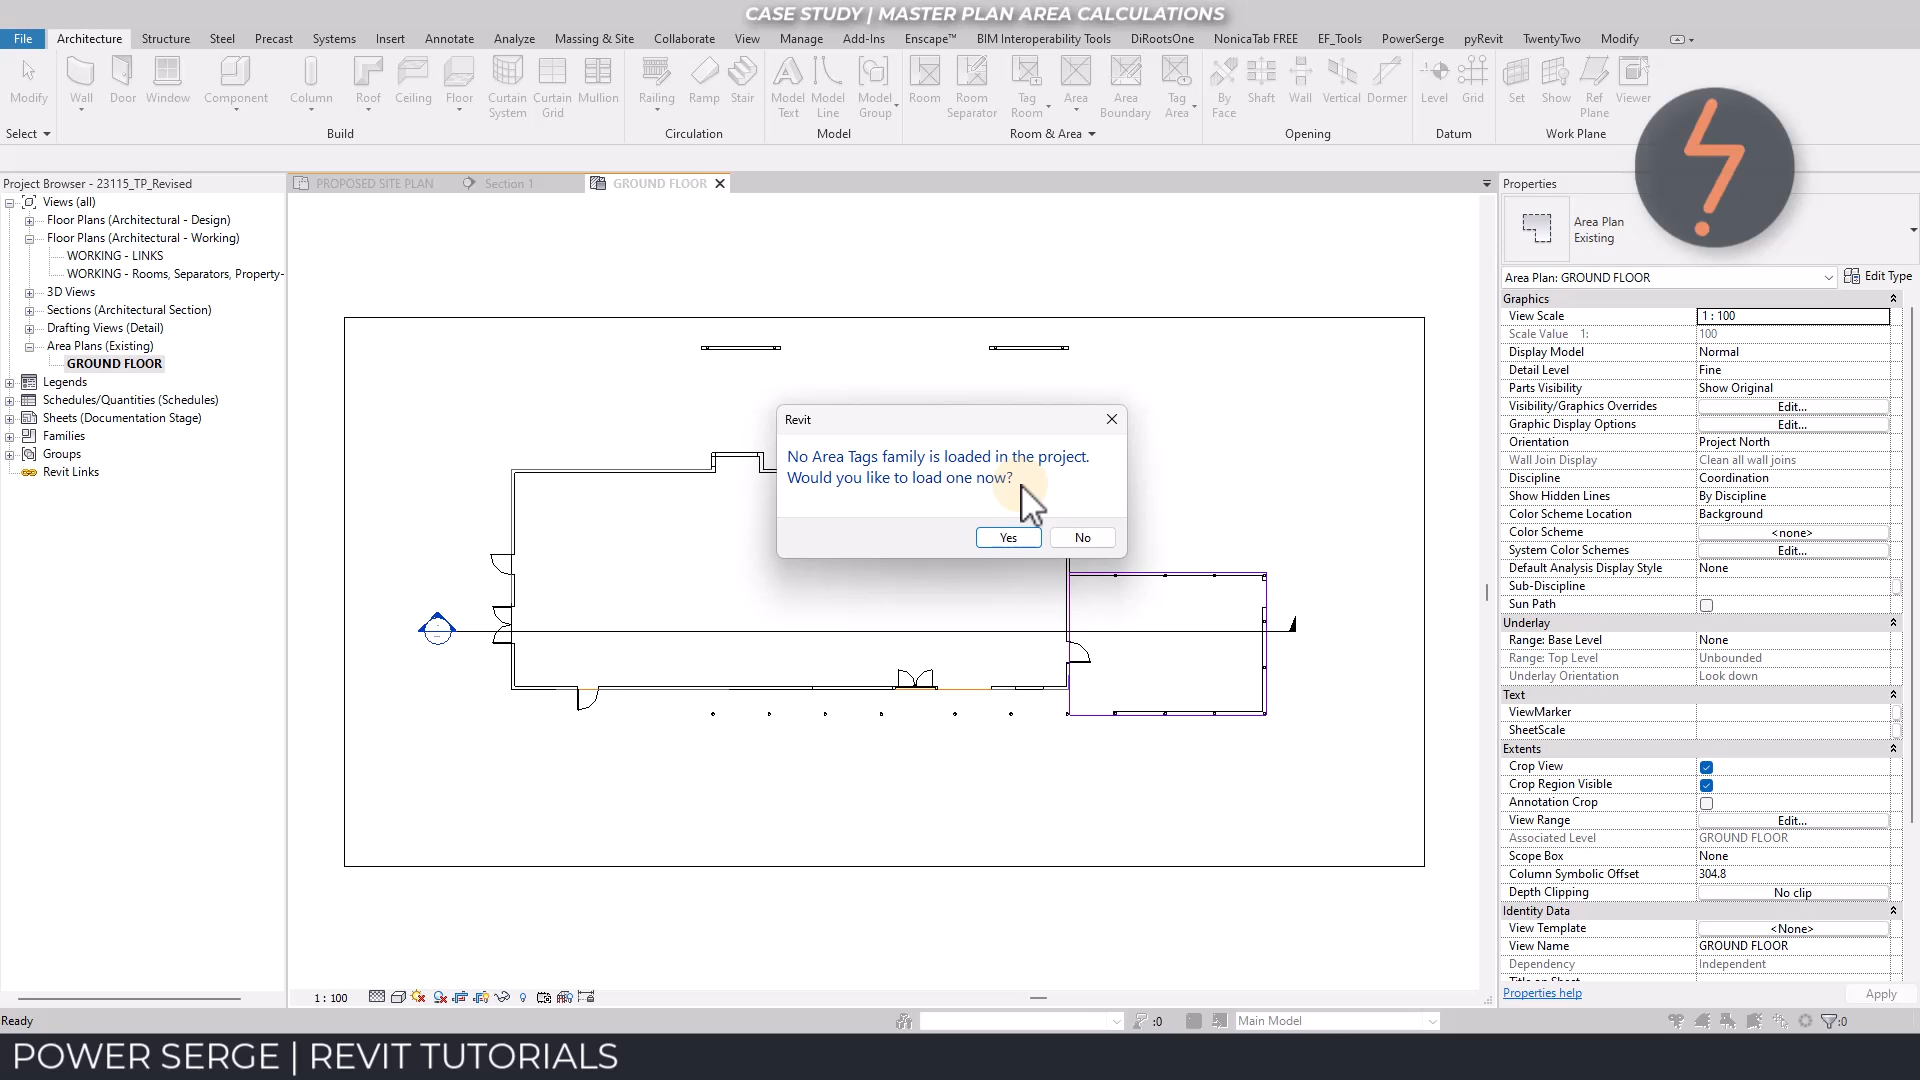 CASE STUDY | MASTER PLAN AREA CALCULATIONS
File Architecture Structure Steel Precast Systems Insert Annotate Analyze Massing & Site Collaborate View Manage Add-Ins Enscape™ BIM Interoperability Tools DiRootsOne NonicaTab FREE EF_Tools PowerSerge pyRevit TwentyTwo Modify
Modify Wall Door Window Component Column Roof Ceiling Floor Curtain System Curtain Grid Mullion Railing Ramp Stair Model Text Model Line Model Group Room Room Separator Tag Room Area Area Boundary Tag Area By Face Shaft Wall Vertical Dormer Level Grid Set Show Ref Plane Viewer
Select Build Circulation Model Room & Area Opening Datum Work Plane
Project Browser - 23115_TP_Revised
Views (all)
Floor Plans (Architectural - Design)
Floor Plans (Architectural - Working)
WORKING - LINKS
WORKING - Rooms, Separators, Property-
3D Views
Sections (Architectural Section)
Drafting Views (Detail)
Area Plans (Existing)
GROUND FLOOR
Legends
Schedules/Quantities (Schedules)
Sheets (Documentation Stage)
Families
Groups
Revit Links
PROPOSED SITE PLAN Section 1 GROUND FLOOR
Revit
No Area Tags family is loaded in the project.
Would you like to load one now?
Yes No
1 : 100
Properties
Area Plan
Existing
Area Plan: GROUND FLOOR Edit Type
Graphics
View Scale 1 : 100
Scale Value 1: 100
Display Model Normal
Detail Level Fine
Parts Visibility Show Original
Visibility/Graphics Overrides Edit...
Graphic Display Options Edit...
Orientation Project North
Wall Join Display Clean all wall joins
Discipline Coordination
Show Hidden Lines By Discipline
Color Scheme Location Background
Color Scheme <none>
System Color Schemes Edit...
Default Analysis Display Style None
Sub-Discipline
Sun Path
Underlay
Range: Base Level None
Range: Top Level Unbounded
Underlay Orientation Look down
Text
ViewMarker
SheetScale
Extents
Crop View
Crop Region Visible
Annotation Crop
View Range Edit...
Associated Level GROUND FLOOR
Scope Box None
Column Symbolic Offset 304.8
Depth Clipping No clip
Identity Data
View Template <None>
View Name GROUND FLOOR
Dependency Independent
Properties help Apply
Ready :0 Main Model :0
POWER SERGE | REVIT TUTORIALS